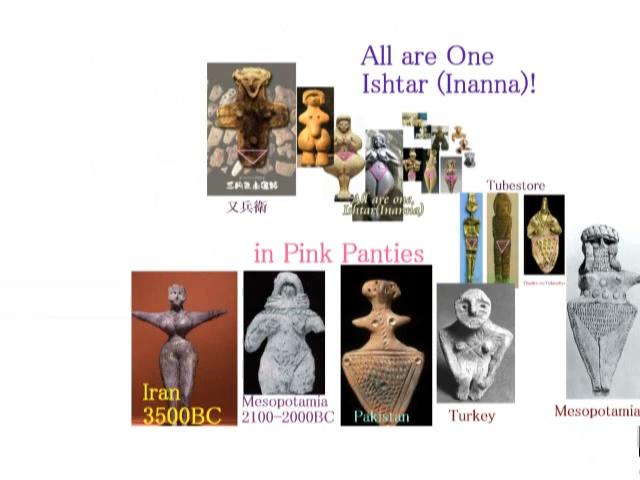 All are One
Ishtar (Inanna)!
Tubestore
又兵衛
All are one,
Ishtar(Inanna)
in Pink Panties
Iran
3500BC
Mesopotamia
2100-2000BC
Pakistan
Turkey
Mesopotamia